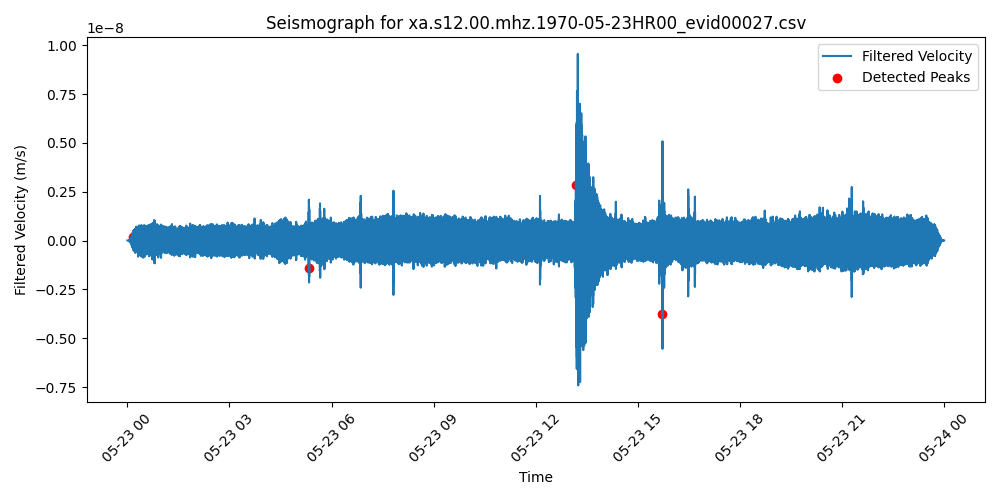 Seismograph for xa.s12.00.mhz.1970-05-23HR00_evid00027.csv
1e−8
Filtered Velocity
Detected Peaks
1.00
0.75
0.50
0.25
0.00
−0.25
−0.50
−0.75
Filtered Velocity (m/s)
05-23 00
05-23 03
05-23 06
05-23 09
05-23 12
05-23 15
05-23 18
05-23 21
05-24 00
Time